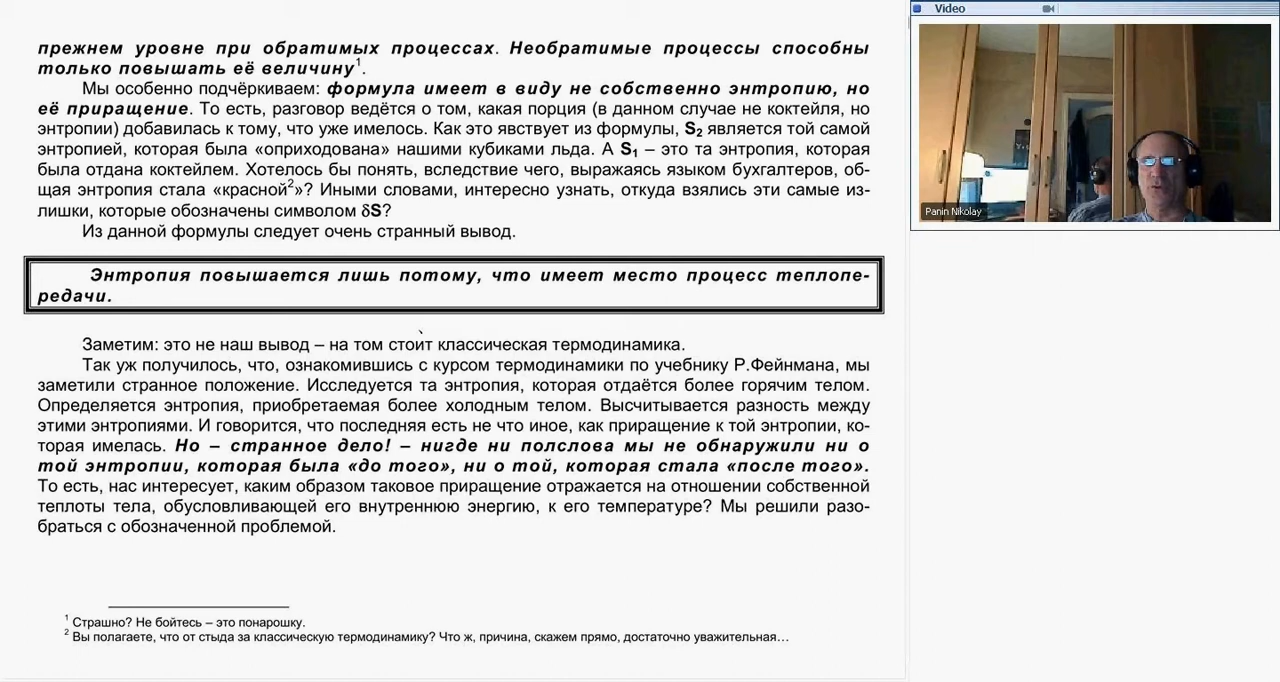 прежнем уровне при обратимых процессах. Необратимые процессы способны
только повышать её величину¹.
Мы особенно подчёркиваем: формула имеет в виду не собственно энтропию, но
её приращение. То есть, разговор ведётся о том, какая порция (в данном случае не коктейля, но
энтропии) добавилась к тому, что уже имелось. Как это явствует из формулы, S₂ является той самой
энтропией, которая была «оприходована» нашими кубиками льда. А S₁ – это та энтропия, которая
была отдана коктейлем. Хотелось бы понять, вследствие чего, выражаясь языком бухгалтеров, об-
щая энтропия стала «красной²»? Иными словами, интересно узнать, откуда взялись эти самые из-
лишки, которые обозначены символом δS?
Из данной формулы следует очень странный вывод.
Энтропия повышается лишь потому, что имеет место процесс теплопе-
редачи.
Заметим: это не наш вывод – на том стоѝт классическая термодинамика.
Так уж получилось, что, ознакомившись с курсом термодинамики по учебнику Р.Фейнмана, мы
заметили странное положение. Исследуется та энтропия, которая отдаётся более горячим телом.
Определяется энтропия, приобретаемая более холодным телом. Высчитывается разность между
этими энтропиями. И говорится, что последняя есть не что иное, как приращение к той энтропии, ко-
торая имелась. Но – странное дело! – нигде ни полслова мы не обнаружили ни о
той энтропии, которая была «до того», ни о той, которая стала «после того».
То есть, нас интересует, каким образом таковое приращение отражается на отношении собственной
теплоты тела, обусловливающей его внутреннюю энергию, к его температуре? Мы решили разо-
браться с обозначенной проблемой.
¹ Страшно? Не бойтесь – это понарошку.
² Вы полагаете, что от стыда за классическую термодинамику? Что ж, причина, скажем прямо, достаточно уважительная…
Video
Panin Nikolay